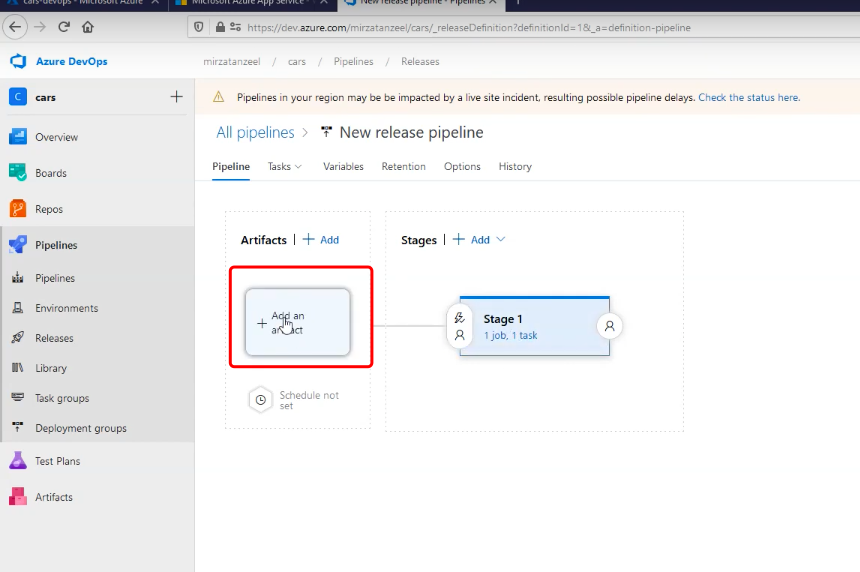 cars-devops - Microsoft Azure
Microsoft Azure App Service -
New release pipeline - Pipelines
https://dev.azure.com/mirzatanzeel/cars/_releaseDefinition?definitionId=1&_a=definition-pipeline
Azure DevOps
mirzatanzeel / cars / Pipelines / Releases
C cars +
Pipelines in your region may be be impacted by a live site incident, resulting possible pipeline delays. Check the status here.
Overview
All pipelines > New release pipeline
Boards
Pipeline Tasks Variables Retention Options History
Repos
Artifacts | + Add
Stages | + Add
Pipelines
Pipelines
Environments
Releases
Library
Task groups
Deployment groups
Test Plans
Artifacts
+ Add an
artifact
Stage 1
1 job, 1 task
Schedule not
set